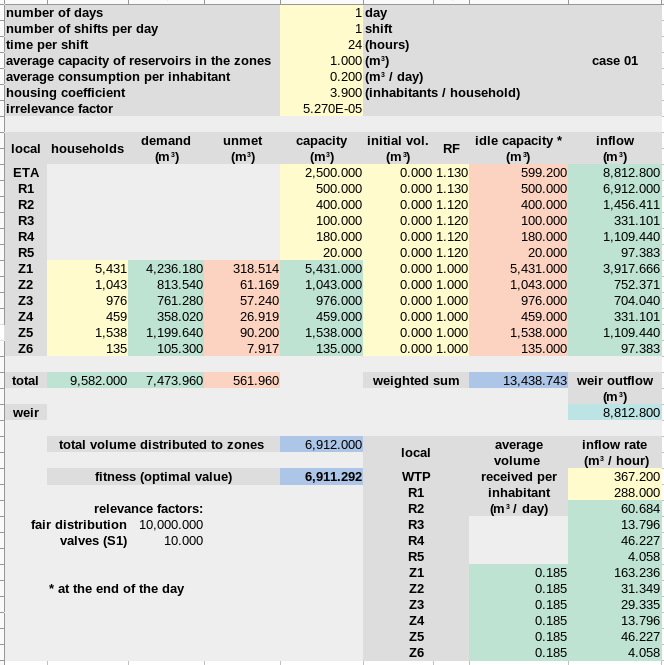 number of days 1 day
number of shifts per day 1 shift
time per shift 24 (hours)
average capacity of reservoirs in the zones 1.000 (m³) case 01
average consumption per inhabitant 0.200 (m³ / day)
housing coefficient 3.900 (inhabitants / household)
irrelevance factor 5.270E-05
local households demand (m³) unmet (m³) capacity (m³) initial vol. (m³) RF idle capacity * (m³) inflow (m³)
ETA 2,500.000 0.000 1.130 599.200 8,812.800
R1 500.000 0.000 1.130 500.000 6,912.000
R2 400.000 0.000 1.120 400.000 1,456.411
R3 100.000 0.000 1.120 100.000 331.101
R4 180.000 0.000 1.120 180.000 1,109.440
R5 20.000 0.000 1.120 20.000 97.383
Z1 5,431 4,236.180 318.514 5,431.000 0.000 1.000 5,431.000 3,917.666
Z2 1,043 813.540 61.169 1,043.000 0.000 1.000 1,043.000 752.371
Z3 976 761.280 57.240 976.000 0.000 1.000 976.000 704.040
Z4 459 358.020 26.919 459.000 0.000 1.000 459.000 331.101
Z5 1,538 1,199.640 90.200 1,538.000 0.000 1.000 1,538.000 1,109.440
Z6 135 105.300 7.917 135.000 0.000 1.000 135.000 97.383
total 9,582.000 7,473.960 561.960 weighted sum 13,438.743 weir outflow (m³)
weir 8,812.800
total volume distributed to zones 6,912.000
fitness (optimal value) 6,911.292
relevance factors:
fair distribution 10,000.000
valves (S1) 10.000
* at the end of the day
local average volume received per inhabitant (m³ / day) inflow rate (m³ / hour)
WTP 367.200
R1 288.000
R2 60.684
R3 13.796
R4 46.227
R5 4.058
Z1 0.185 163.236
Z2 0.185 31.349
Z3 0.185 29.335
Z4 0.185 13.796
Z5 0.185 46.227
Z6 0.185 4.058